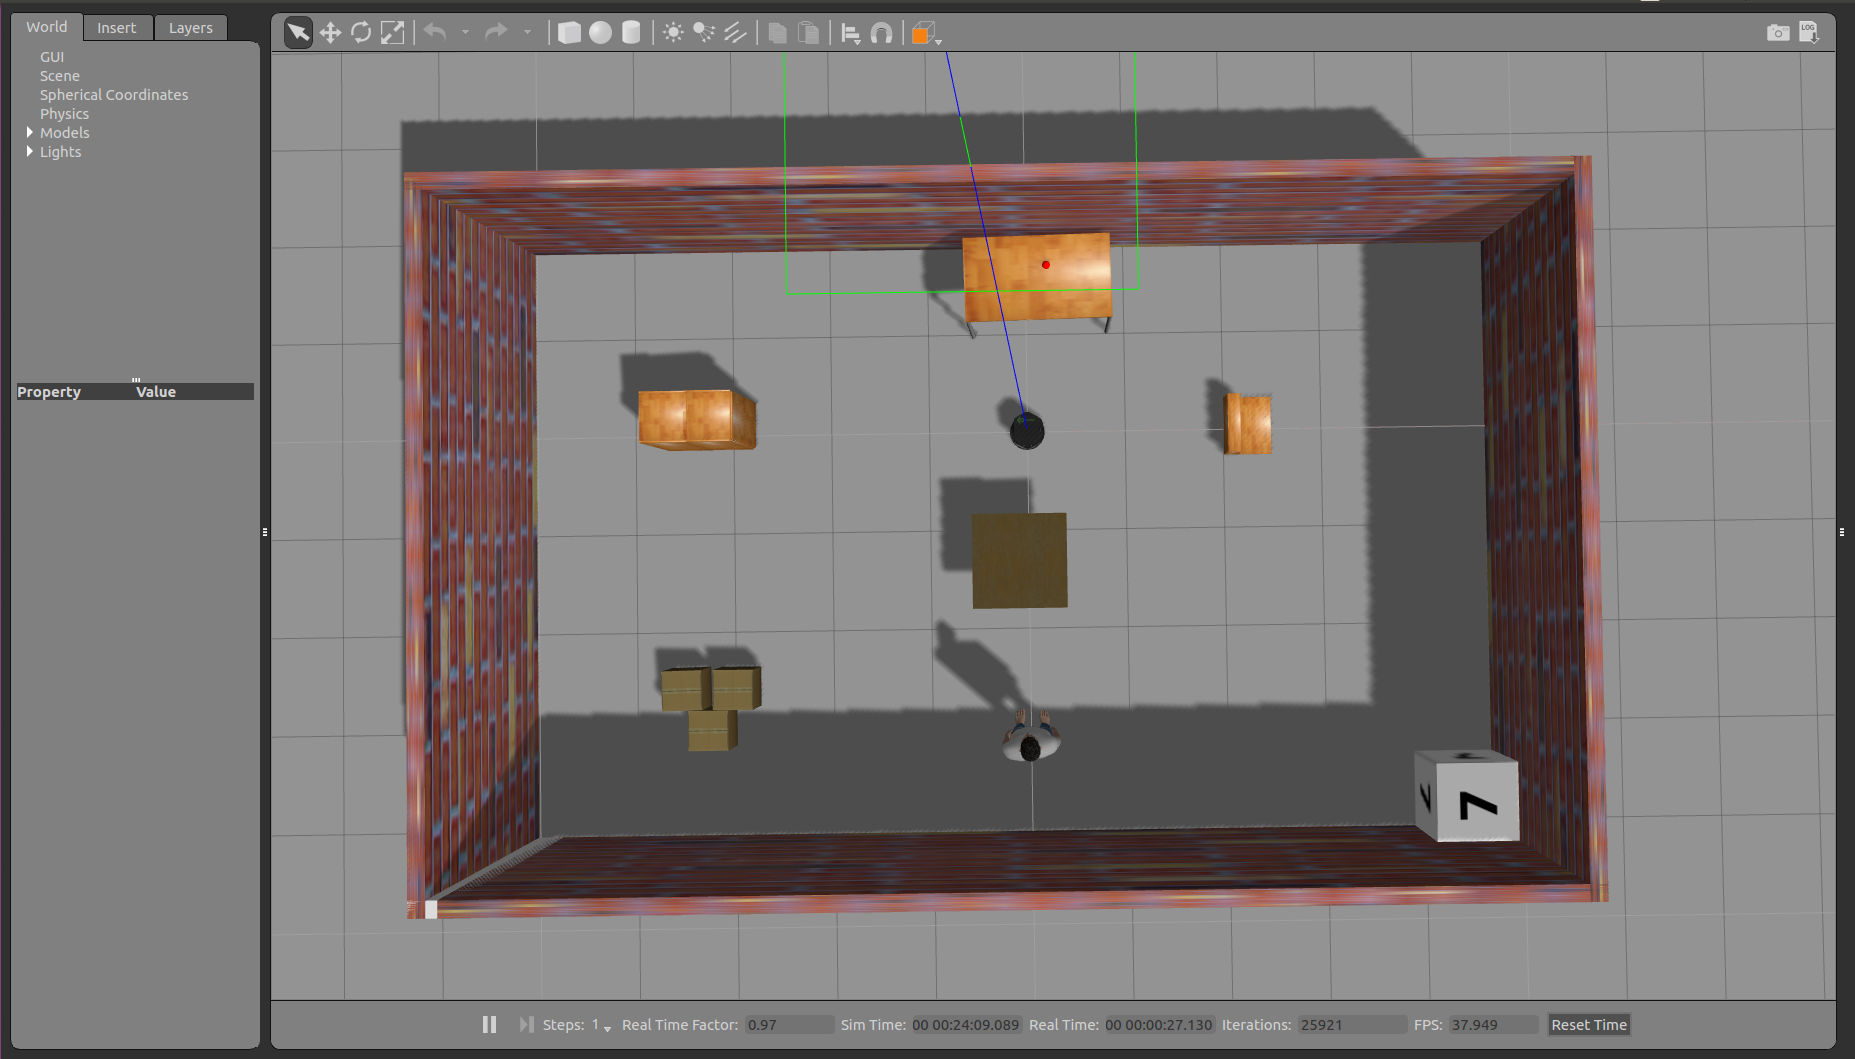 World Insert Layers
GUI
Scene
Spherical Coordinates
Physics
Models
Lights
Property Value
LOG
7
Steps: 1 Real Time Factor: 0.97 Sim Time: 00 00:24:09.089 Real Time: 00 00:00:27.130 Iterations: 25921 FPS: 37.949 Reset Time